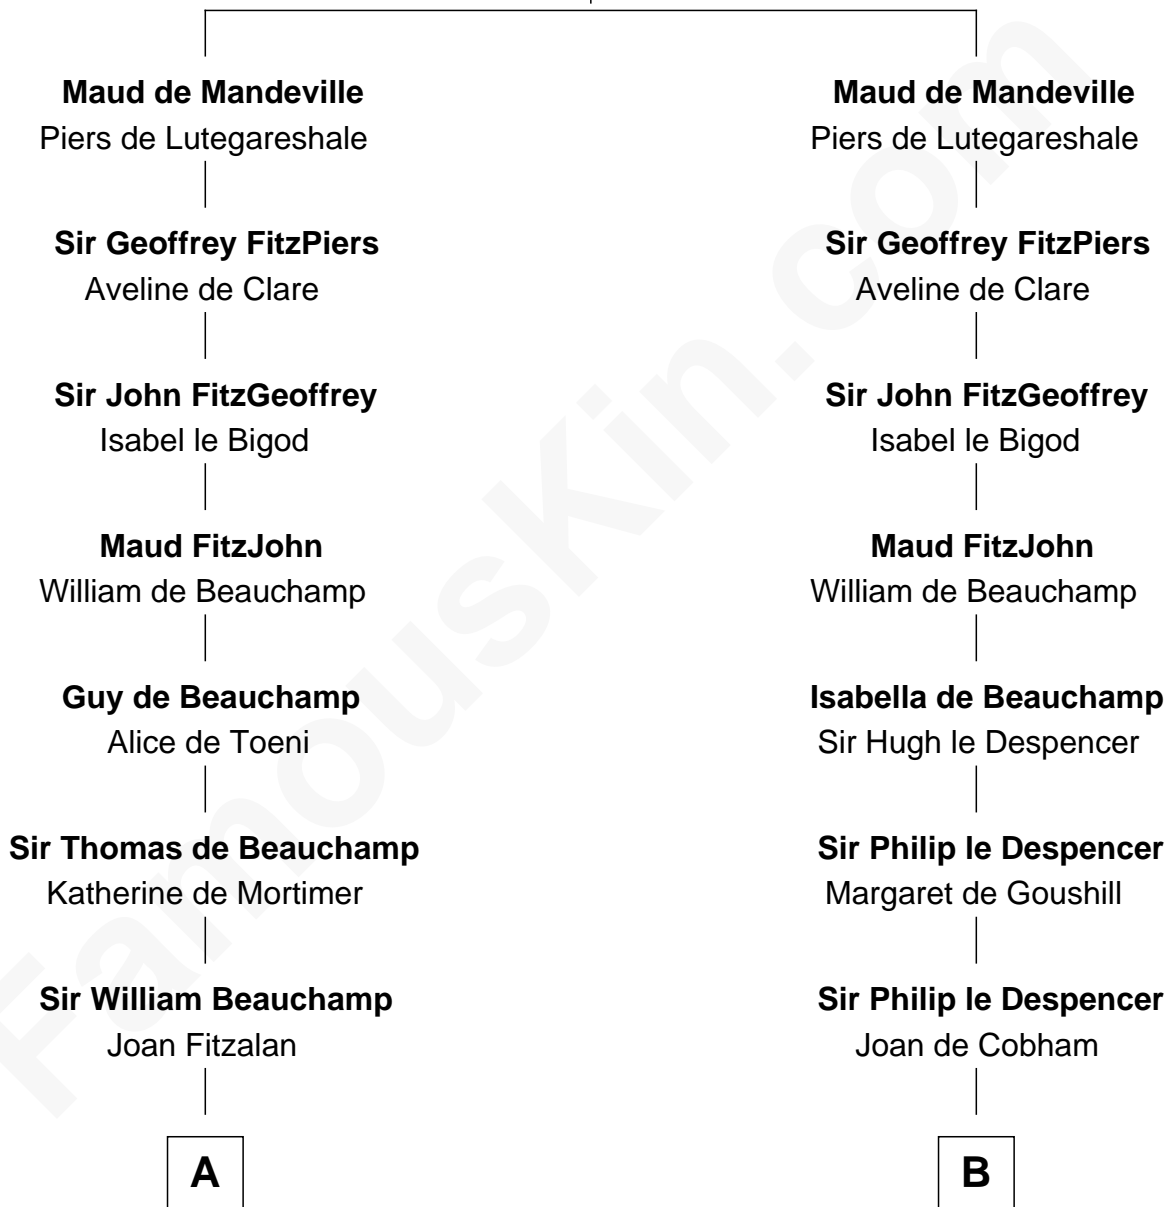 Maud de Mandeville
Piers de Lutegareshale
Sir Geoffrey FitzPiers
Aveline de Clare
Sir John FitzGeoffrey
Isabel le Bigod
Maud FitzJohn
William de Beauchamp
Guy de Beauchamp
Alice de Toeni
Sir Thomas de Beauchamp
Katherine de Mortimer
Sir William Beauchamp
Joan Fitzalan
A
Maud de Mandeville
Piers de Lutegareshale
Sir Geoffrey FitzPiers
Aveline de Clare
Sir John FitzGeoffrey
Isabel le Bigod
Maud FitzJohn
William de Beauchamp
Isabella de Beauchamp
Sir Hugh le Despencer
Sir Philip le Despencer
Margaret de Goushill
Sir Philip le Despencer
Joan de Cobham
B
FamousKin.com